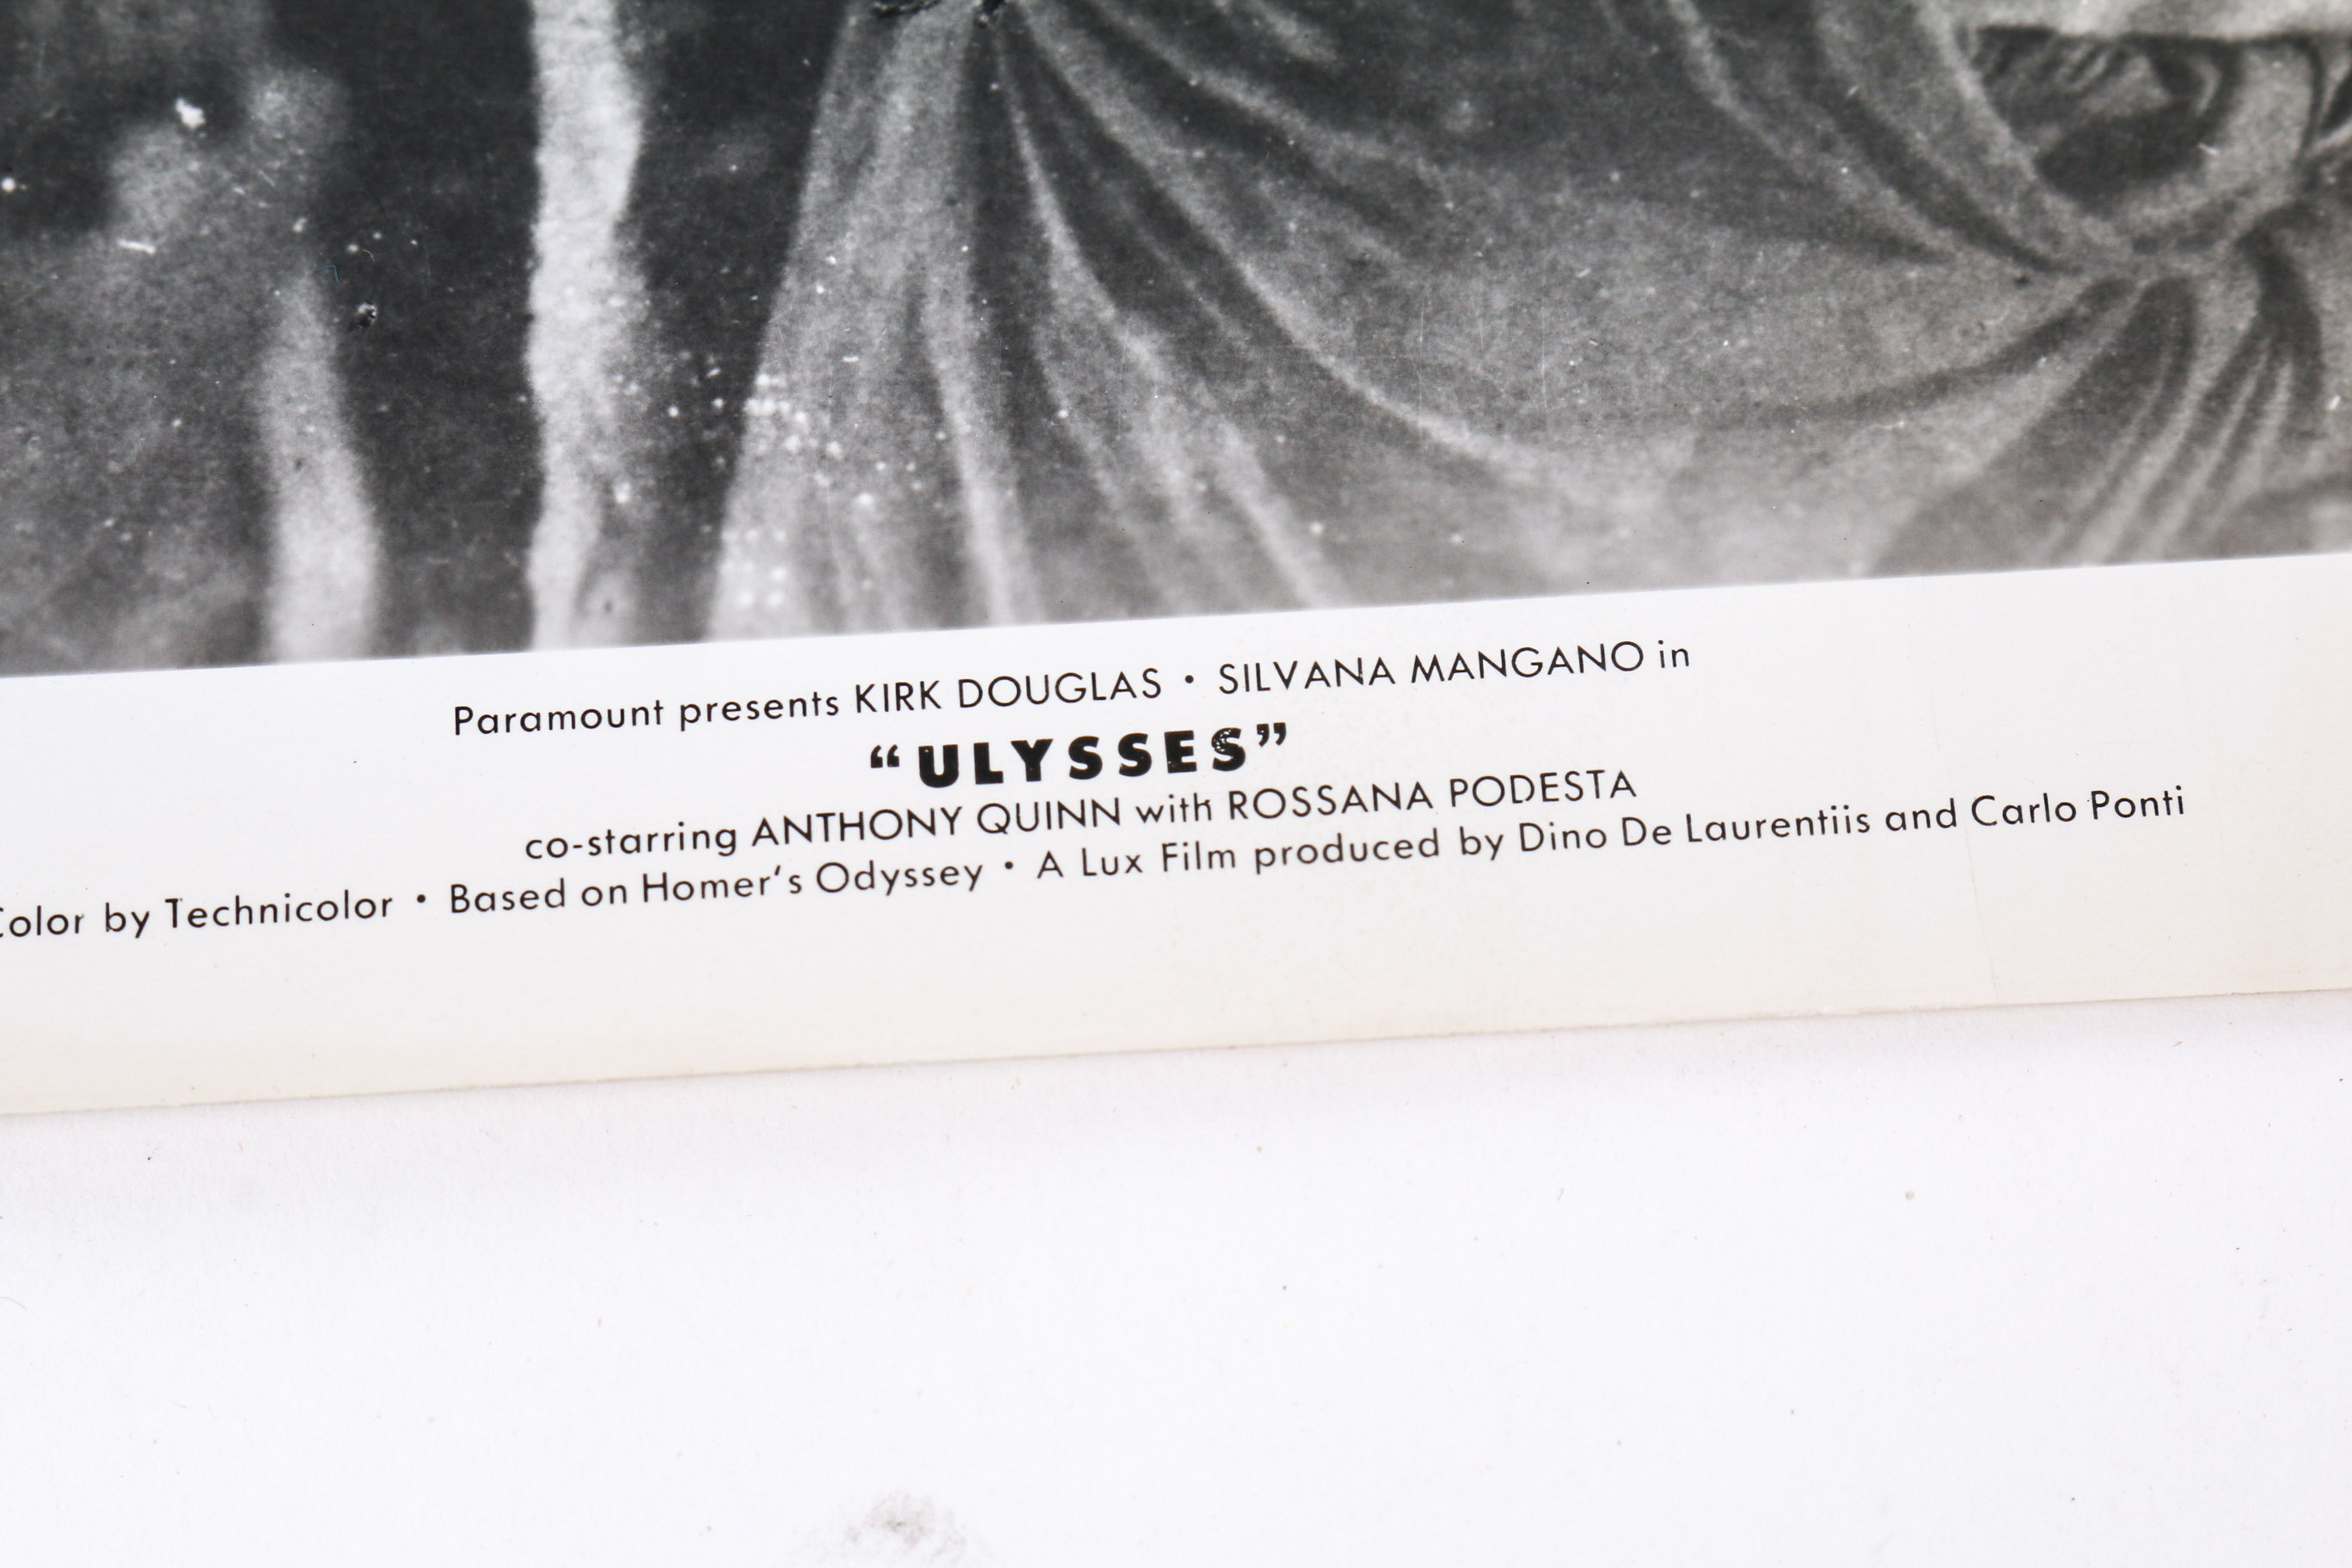 Paramount presents KIRK DOUGLAS • SILVANA MANGANO in
“ULYSSES”
co-starring ANTHONY QUINN with ROSSANA PODESTA
Color by Technicolor • Based on Homer's Odyssey • A Lux Film produced by Dino De Laurentiis and Carlo Ponti